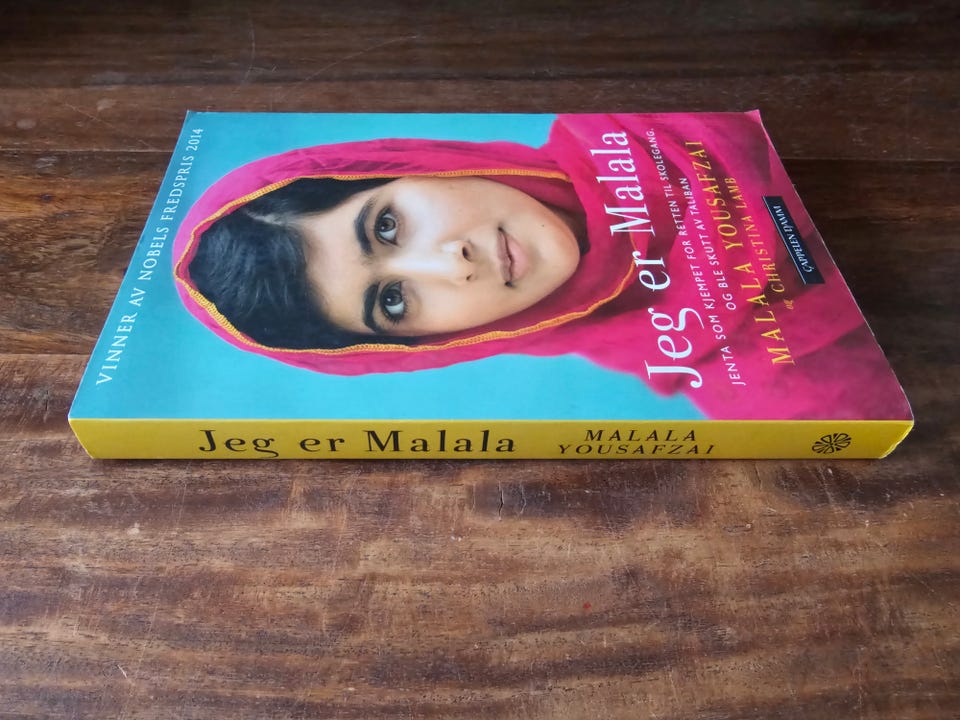 VINNER AV NOBELS FREDSPRIS 2014
Jeg er Malala
JENTA SOM KJEMPET FOR RETTEN TIL SKOLEGANG,
OG BLE SKUTT AV TALIBAN
MALALA YOUSAFZAI
og CHRISTINA LAMB
CAPPELEN DAMM
Jeg er Malala
MALALA
YOUSAFZAI